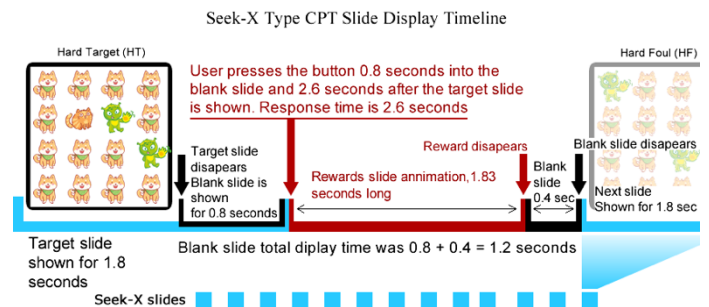 Seek-X Type CPT Slide Display Timeline
Hard Target (HT)
Hard Foul (HF)
User presses the button 0.8 seconds into the
blank slide and 2.6 seconds after the target slide
is shown. Response time is 2.6 seconds
Target slide
disapears
Blank slide is
shown
for 0.8 seconds
Rewards slide annimation,1.83
seconds long
Reward disapears
Blank
slide
0.4 sec
Blank slide disapears
Next slide
Shown for 1.8 sec
Target slide
shown for 1.8
seconds
Blank slide total diplay time was 0.8 + 0.4 = 1.2 seconds
Seek-X slides